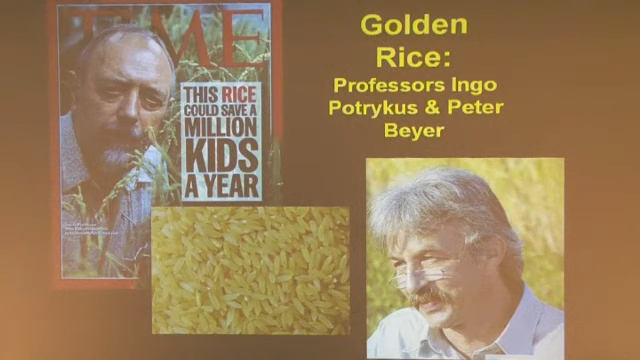 TIME
THIS RICE
COULD SAVE A
MILLION
KIDS
A YEAR
Golden
Rice:
Professors Ingo
Potrykus & Peter
Beyer